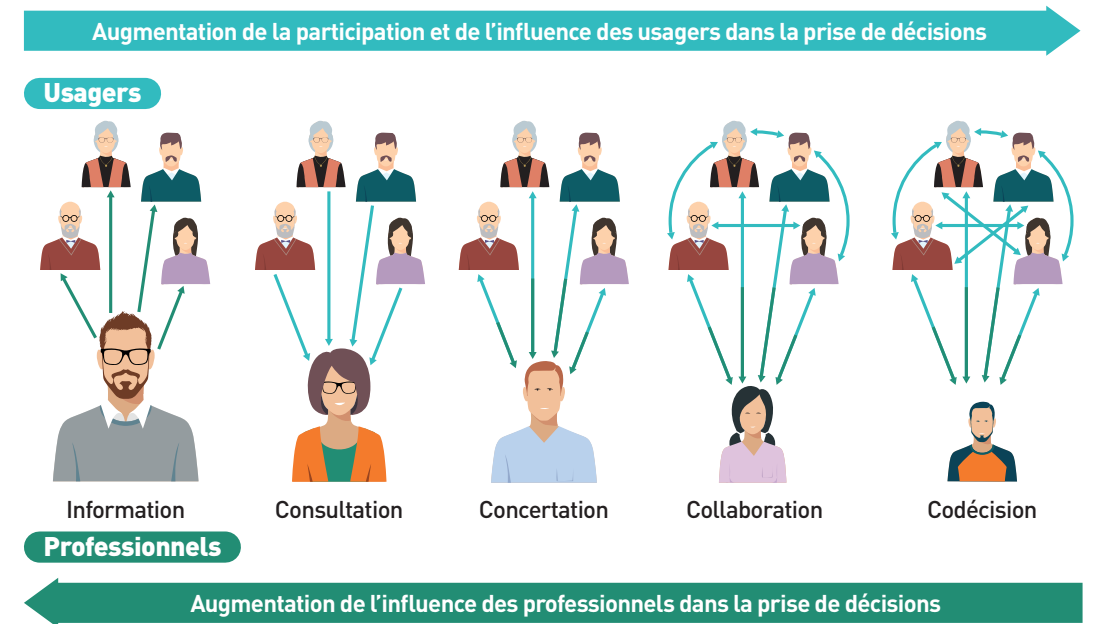 Augmentation de la participation et de l’influence des usagers dans la prise de décisions
Usagers
Information
Consultation
Concertation
Collaboration
Codécision
Professionnels
Augmentation de l’influence des professionnels dans la prise de décisions